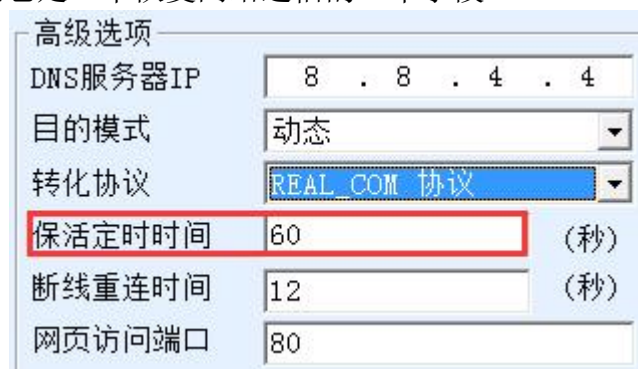 高级选项
DNS服务器IP 8 . 8 . 4 . 4
目的模式 动态
转化协议 REAL_COM 协议
保活定时时间 60 (秒)
断线重连时间 12 (秒)
网页访问端口 80